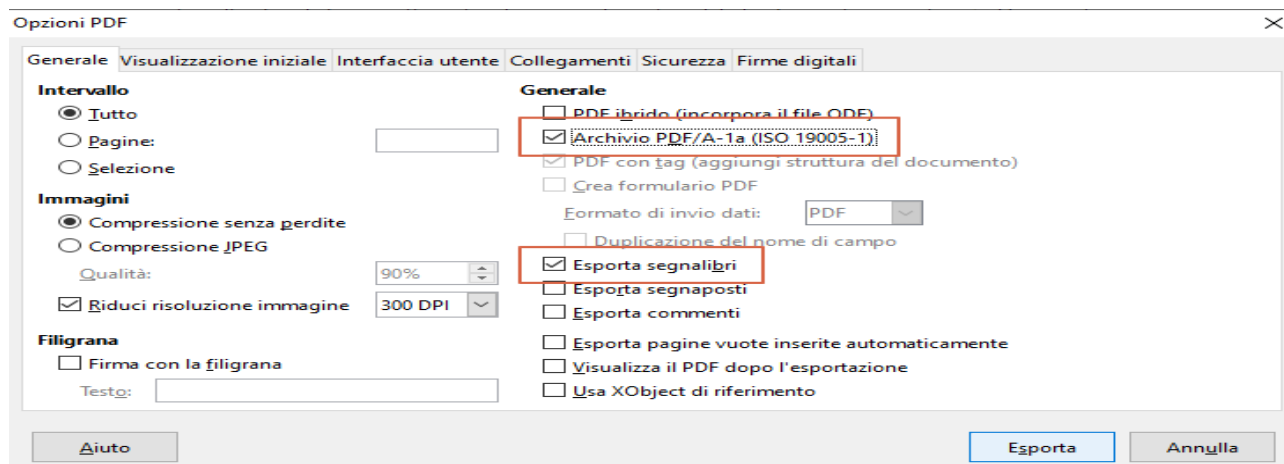 Opzioni PDF
Generale Visualizzazione iniziale Interfaccia utente Collegamenti Sicurezza Firme digitali
Intervallo
Tutto
Pagine:
Selezione
Immagini
Compressione senza perdite
Compressione JPEG
Qualità: 90%
Riduci risoluzione immagine 300 DPI
Filigrana
Firma con la filigrana
Testo:
Generale
PDF ibrido (incorpora il file ODF)
Archivio PDF/A-1a (ISO 19005-1)
PDF con tag (aggiungi struttura del documento)
Crea formulario PDF
Formato di invio dati: PDF
Duplicazione del nome di campo
Esporta segnalibri
Esporta segnaposti
Esporta commenti
Esporta pagine vuote inserite automaticamente
Visualizza il PDF dopo l'esportazione
Usa XObject di riferimento
Aiuto Esporta Annulla